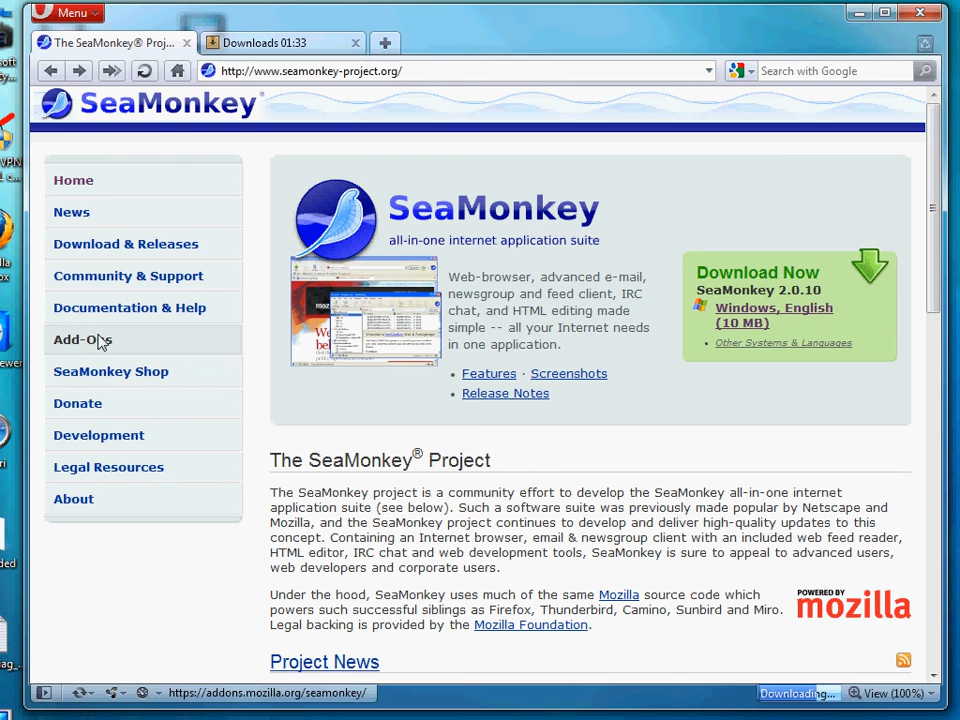 Menu
The SeaMonkey® Proj...
Downloads 01:33
http://www.seamonkey-project.org/
Search with Google
SeaMonkey®
Home
News
Download & Releases
Community & Support
Documentation & Help
Add-Ons
SeaMonkey Shop
Donate
Development
Legal Resources
About
SeaMonkey
all-in-one internet application suite
Web-browser, advanced e-mail,
newsgroup and feed client, IRC
chat, and HTML editing made
simple -- all your Internet needs
in one application.
• Features · Screenshots
• Release Notes
Download Now
SeaMonkey 2.0.10
Windows, English
(10 MB)
• Other Systems & Languages
The SeaMonkey® Project
The SeaMonkey project is a community effort to develop the SeaMonkey all-in-one internet
application suite (see below). Such a software suite was previously made popular by Netscape and
Mozilla, and the SeaMonkey project continues to develop and deliver high-quality updates to this
concept. Containing an Internet browser, email & newsgroup client with an included web feed reader,
HTML editor, IRC chat and web development tools, SeaMonkey is sure to appeal to advanced users,
web developers and corporate users.
Under the hood, SeaMonkey uses much of the same Mozilla source code which
powers such successful siblings as Firefox, Thunderbird, Camino, Sunbird and Miro.
Legal backing is provided by the Mozilla Foundation.
POWERED BY
mozilla
Project News
https://addons.mozilla.org/seamonkey/
Downloading...
View (100%)